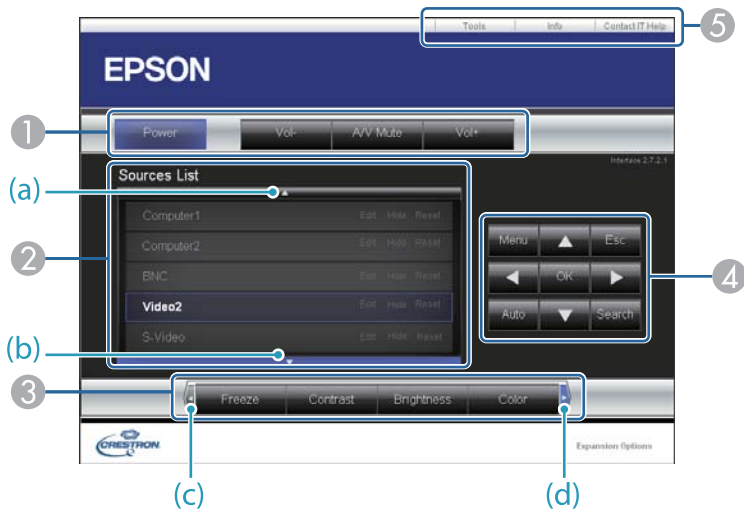 Tools Info Contact IT Help 5
EPSON
1 Power Vol- A/V Mute Vol+
Interface 2.7.2.1
Sources List
(a)
Computer1 Edit Hide Reset
Computer2 Edit Hide Reset
2 BNC Edit Hide Reset
Video2 Edit Hide Reset
S-Video Edit Hide Reset
(b)
Menu Esc
OK 4
Auto Search
3 Freeze Contrast Brightness Color
CRESTRON Expansion Options
(c) (d)